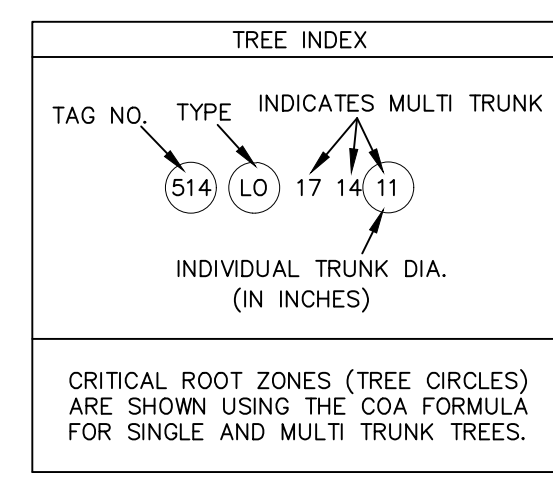 TREE INDEX
TAG NO. TYPE INDICATES MULTI TRUNK
514 LO 17 14 11
INDIVIDUAL TRUNK DIA.
(IN INCHES)
CRITICAL ROOT ZONES (TREE CIRCLES)
ARE SHOWN USING THE COA FORMULA
FOR SINGLE AND MULTI TRUNK TREES.